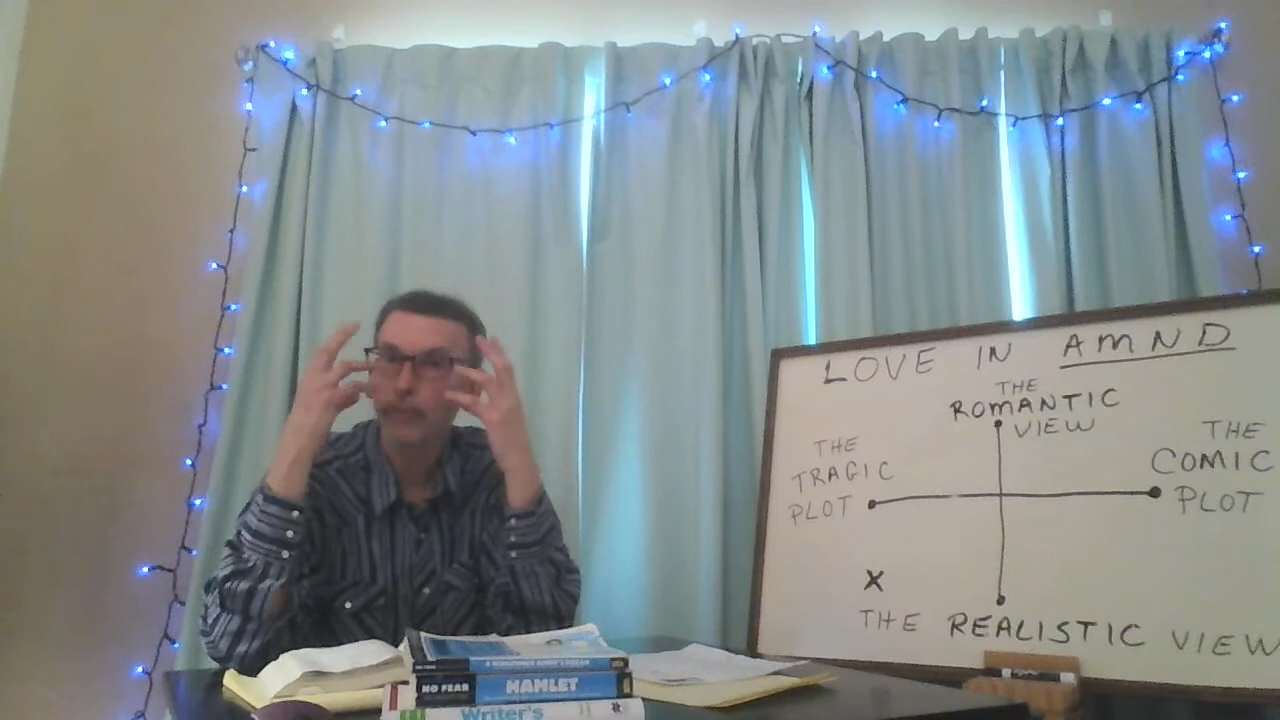 LOVE IN AMND
THE
ROMANTIC
VIEW
THE
TRAGIC
PLOT
THE
COMIC
PLOT
X
THE REALISTIC VIEW
A MIDSUMMER NIGHT'S DREAM
NO FEAR HAMLET
Writer's